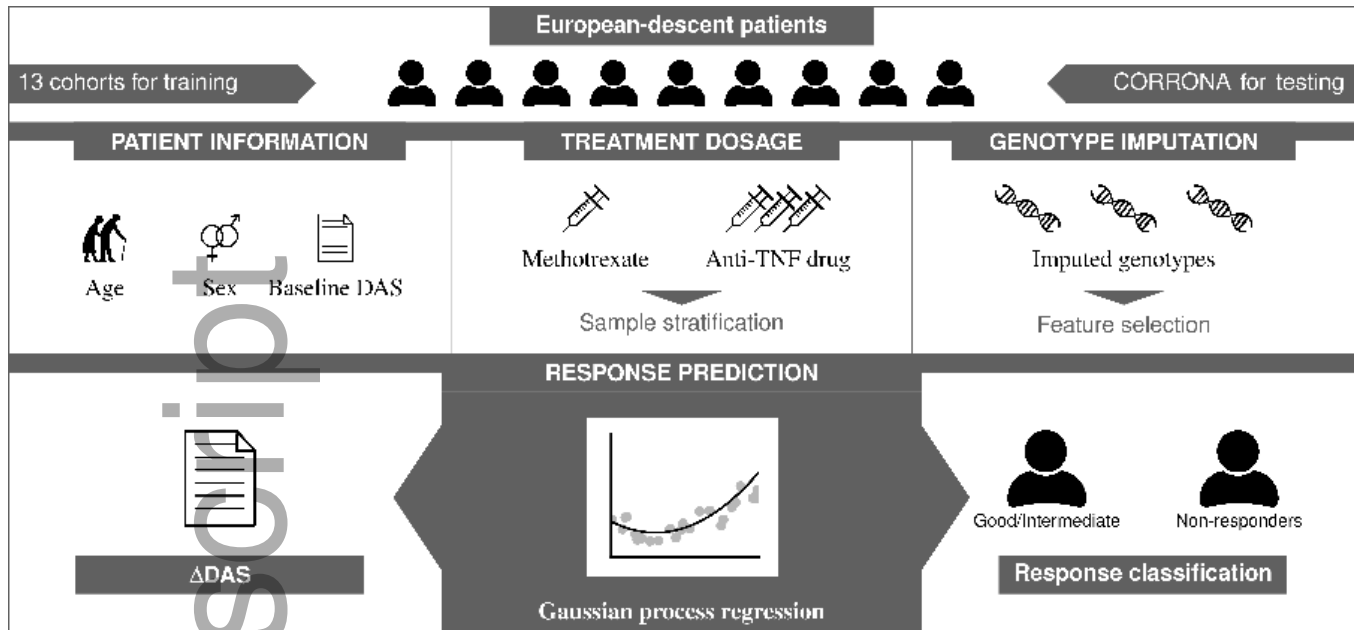 European-descent patients
13 cohorts for training
CORRONA for testing
PATIENT INFORMATION
TREATMENT DOSAGE
GENOTYPE IMPUTATION
Age
Sex
Baseline DAS
Methotrexate
Anti-TNF drug
Imputed genotypes
Sample stratification
Feature selection
RESPONSE PREDICTION
Good/Intermediate
Non-responders
ΔDAS
Response classification
Gaussian process regression
script